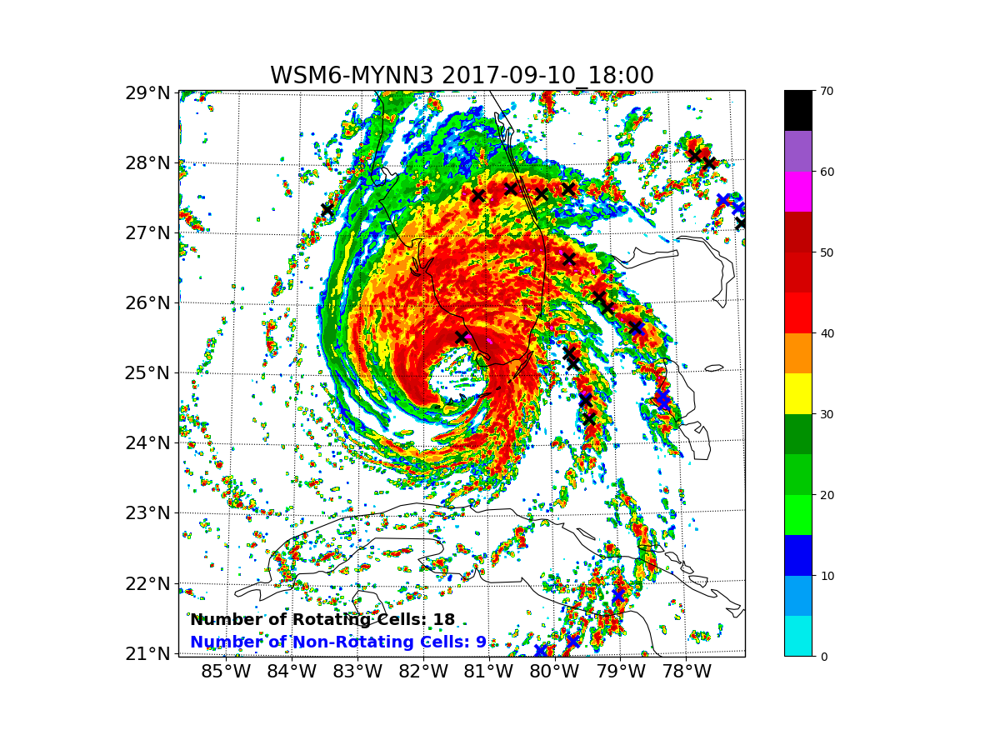 WSM6-MYNN3 2017-09-10_18:00
29°N
28°N
27°N
26°N
25°N
24°N
23°N
22°N
21°N
Number of Rotating Cells: 18
Number of Non-Rotating Cells: 9
85°W 84°W 83°W 82°W 81°W 80°W 79°W 78°W
70
60
50
40
30
20
10
0